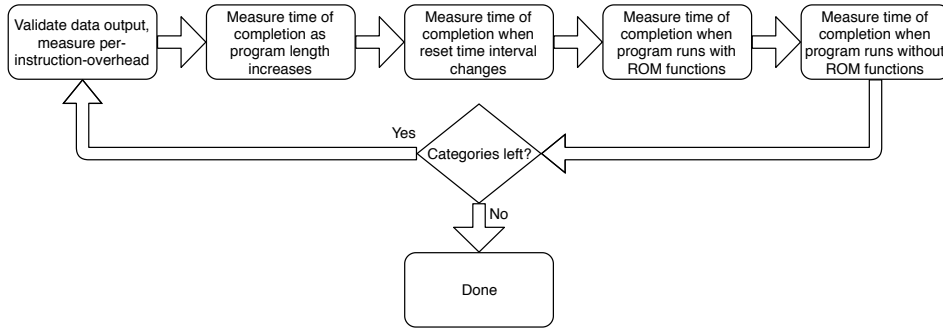 Validate data output,
measure per-
instruction-overhead
Measure time of
completion as
program length
increases
Measure time of
completion when
reset time interval
changes
Measure time of
completion when
program runs with
ROM functions
Measure time of
completion when
program runs without
ROM functions
Yes
Categories left?
No
Done